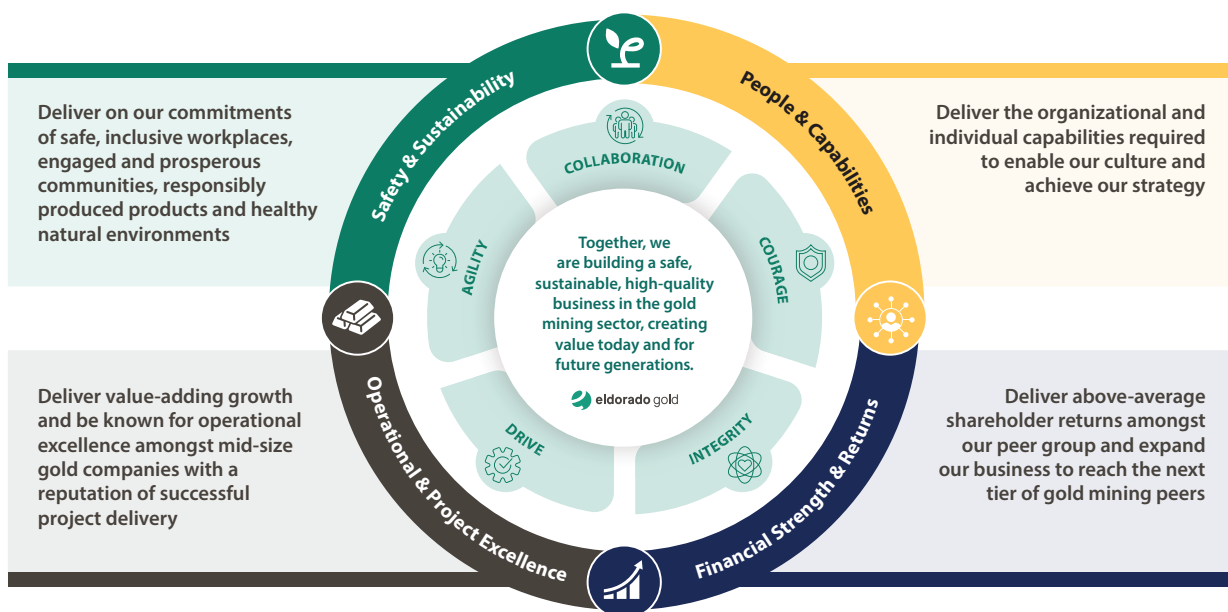 Safety & Sustainability
People & Capabilities
Deliver on our commitments
of safe, inclusive workplaces,
engaged and prosperous
communities, responsibly
produced products and healthy
natural environments
Deliver the organizational and
individual capabilities required
to enable our culture and
achieve our strategy
COLLABORATION
AGILITY
COURAGE
Together, we
are building a safe,
sustainable, high-quality
business in the gold
mining sector, creating
value today and for
future generations.
eldorado gold
DRIVE
INTEGRITY
Operational & Project Excellence
Financial Strength & Returns
Deliver value-adding growth
and be known for operational
excellence amongst mid-size
gold companies with a
reputation of successful
project delivery
Deliver above-average
shareholder returns amongst
our peer group and expand
our business to reach the next
tier of gold mining peers